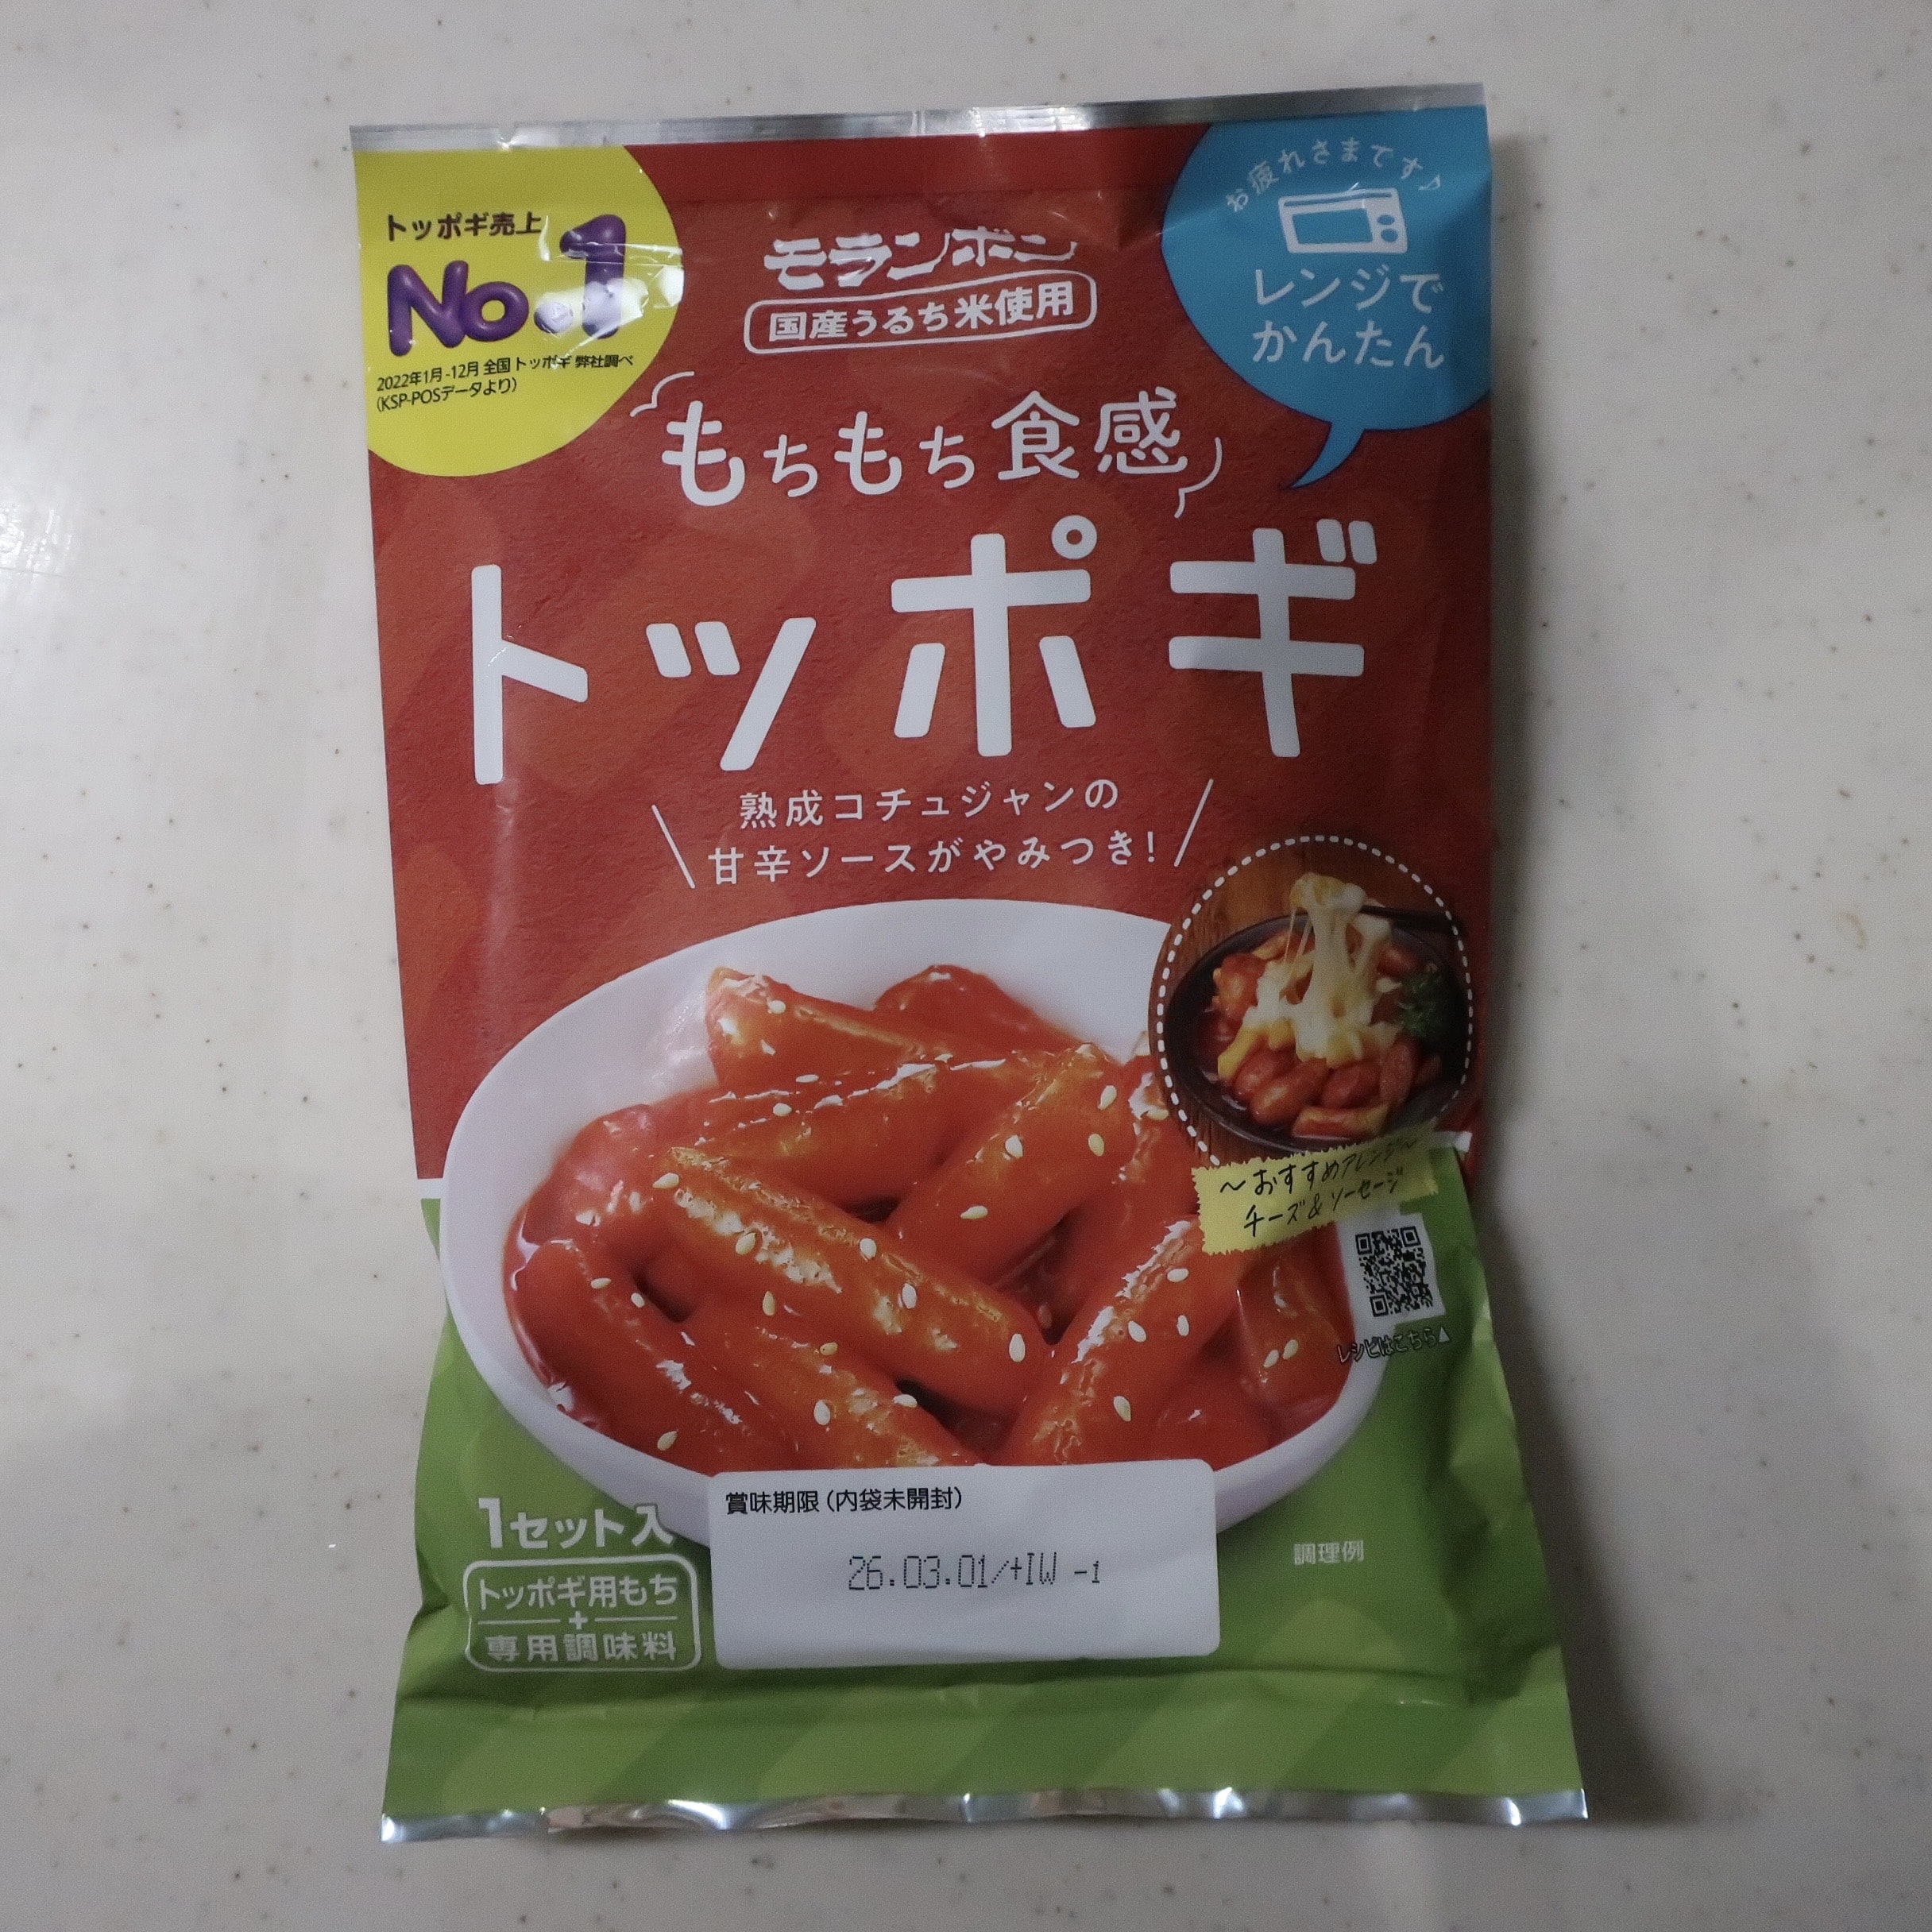 トッポギ売上
No.1
2022年1月-12月 全国トッポギ 弊社調べ
(KSP-POSデータより)
モランボン
国産うるち米使用
お疲れさまです♪
レンジで
かんたん
もちもち食感
トッポギ
熟成コチュジャンの
甘辛ソースがやみつき!
〜おすすめアレンジ〜
チーズ&ソーセージ
レシピはこちら▲
1セット入
トッポギ用もち
+
専用調味料
賞味期限(内袋未開封)
26.03.01/+IW -1
調理例